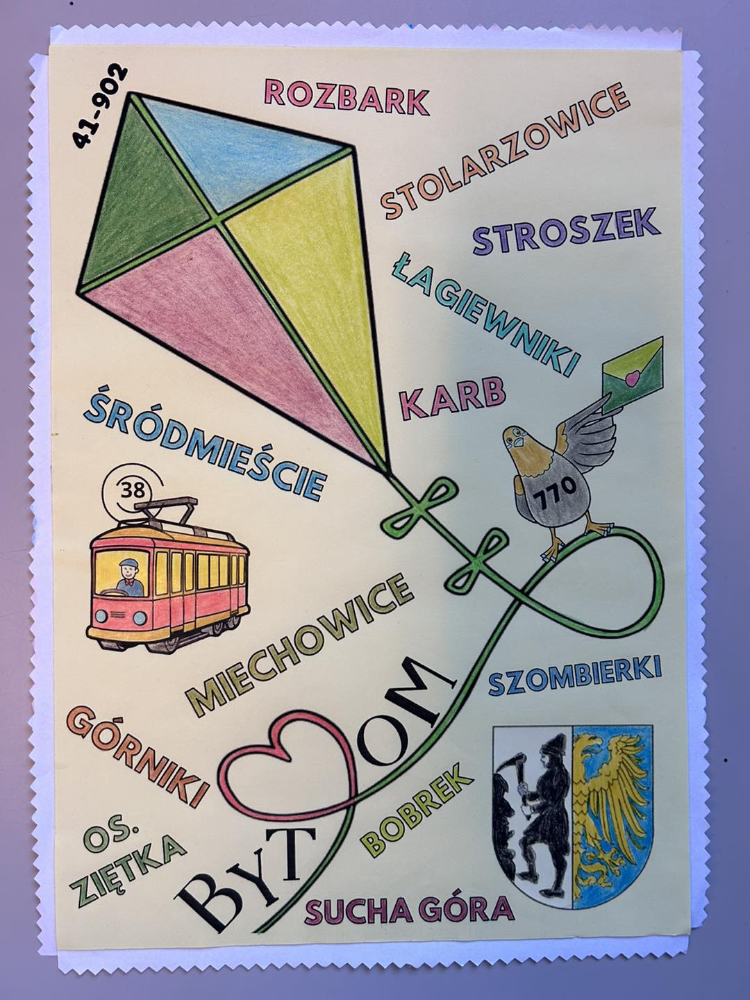 41-902
ROZBARK
STOLARZOWICE
STROSZEK
ŁAGIEWNIKI
KARB
ŚRÓDMIEŚCIE
38
770
MIECHOWICE
SZOMBIERKI
GÓRNIKI
BYTOM
BOBREK
OS.
ZIĘTKA
SUCHA GÓRA